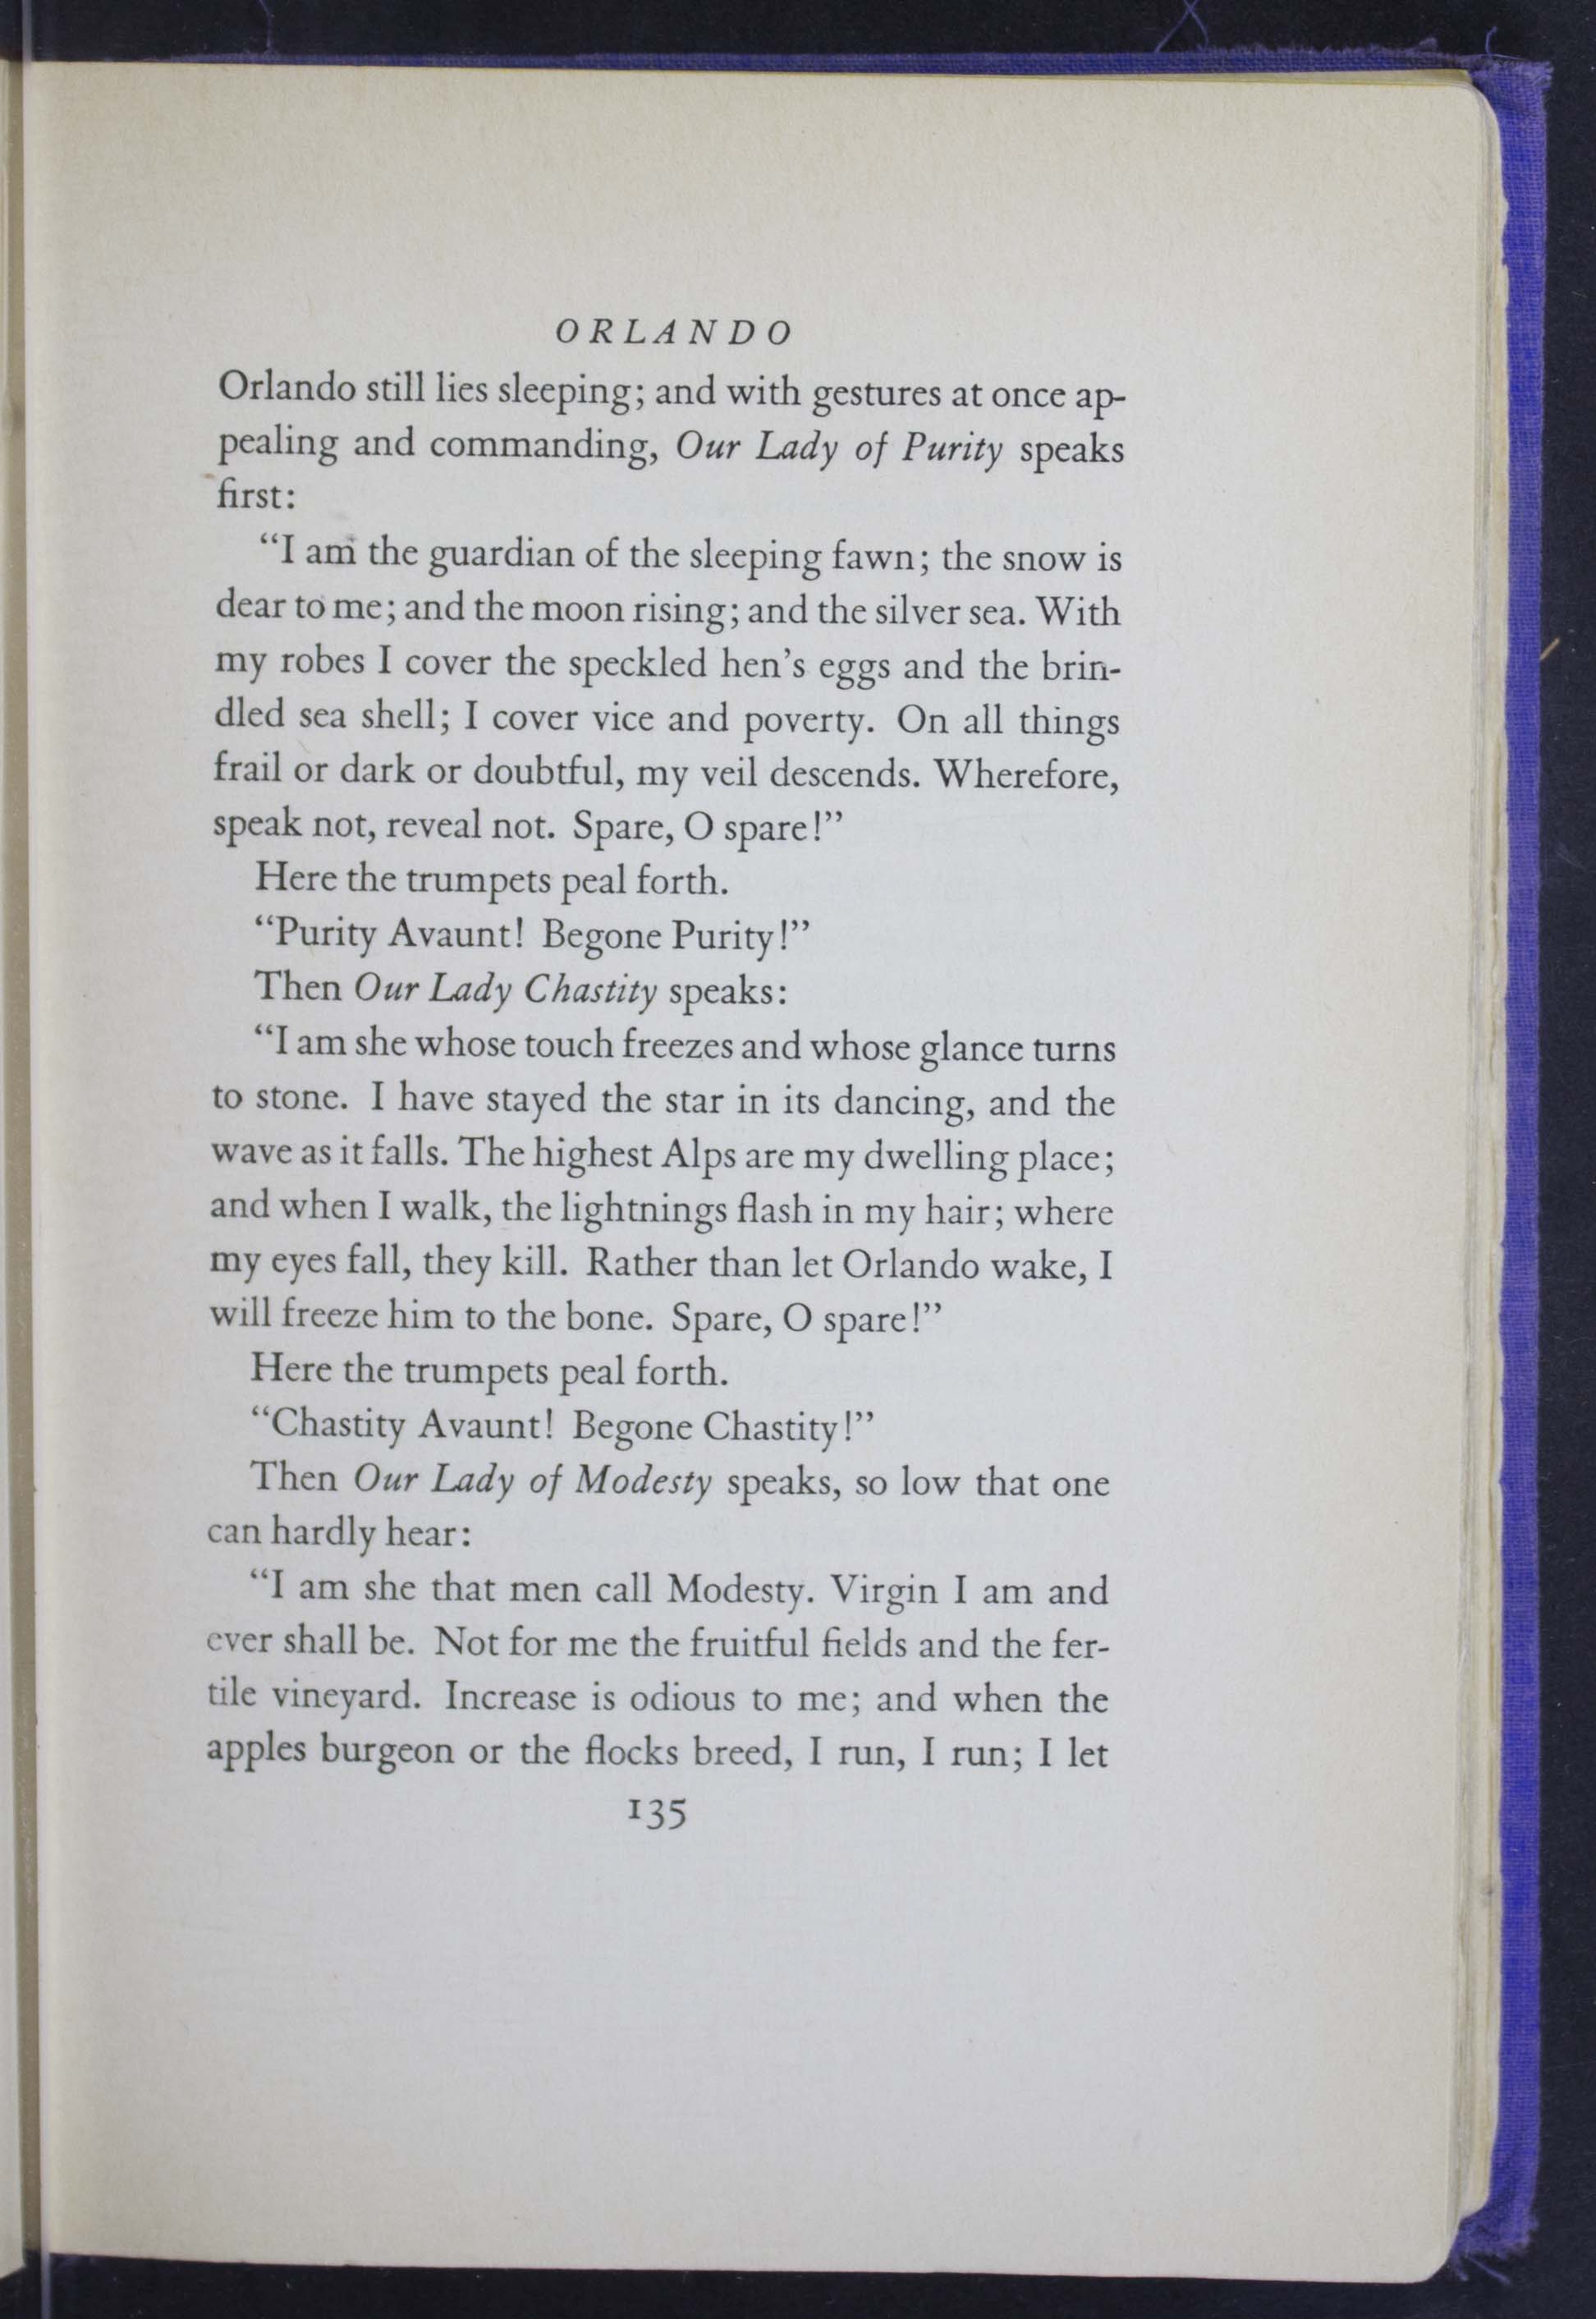 ORLANDO
Orlando still lies sleeping; and with gestures at once ap-
pealing and commanding, Our Lady of Purity speaks
first:
“I am the guardian of the sleeping fawn; the snow is
dear to me; and the moon rising; and the silver sea. With
my robes I cover the speckled hen’s eggs and the brin-
dled sea shell; I cover vice and poverty. On all things
frail or dark or doubtful, my veil descends. Wherefore,
speak not, reveal not. Spare, O spare!”
Here the trumpets peal forth.
“Purity Avaunt! Begone Purity!”
Then Our Lady Chastity speaks:
“I am she whose touch freezes and whose glance turns
to stone. I have stayed the star in its dancing, and the
wave as it falls. The highest Alps are my dwelling place;
and when I walk, the lightnings flash in my hair; where
my eyes fall, they kill. Rather than let Orlando wake, I
will freeze him to the bone. Spare, O spare!”
Here the trumpets peal forth.
“Chastity Avaunt! Begone Chastity!”
Then Our Lady of Modesty speaks, so low that one
can hardly hear:
“I am she that men call Modesty. Virgin I am and
ever shall be. Not for me the fruitful fields and the fer-
tile vineyard. Increase is odious to me; and when the
apples burgeon or the flocks breed, I run, I run; I let
135